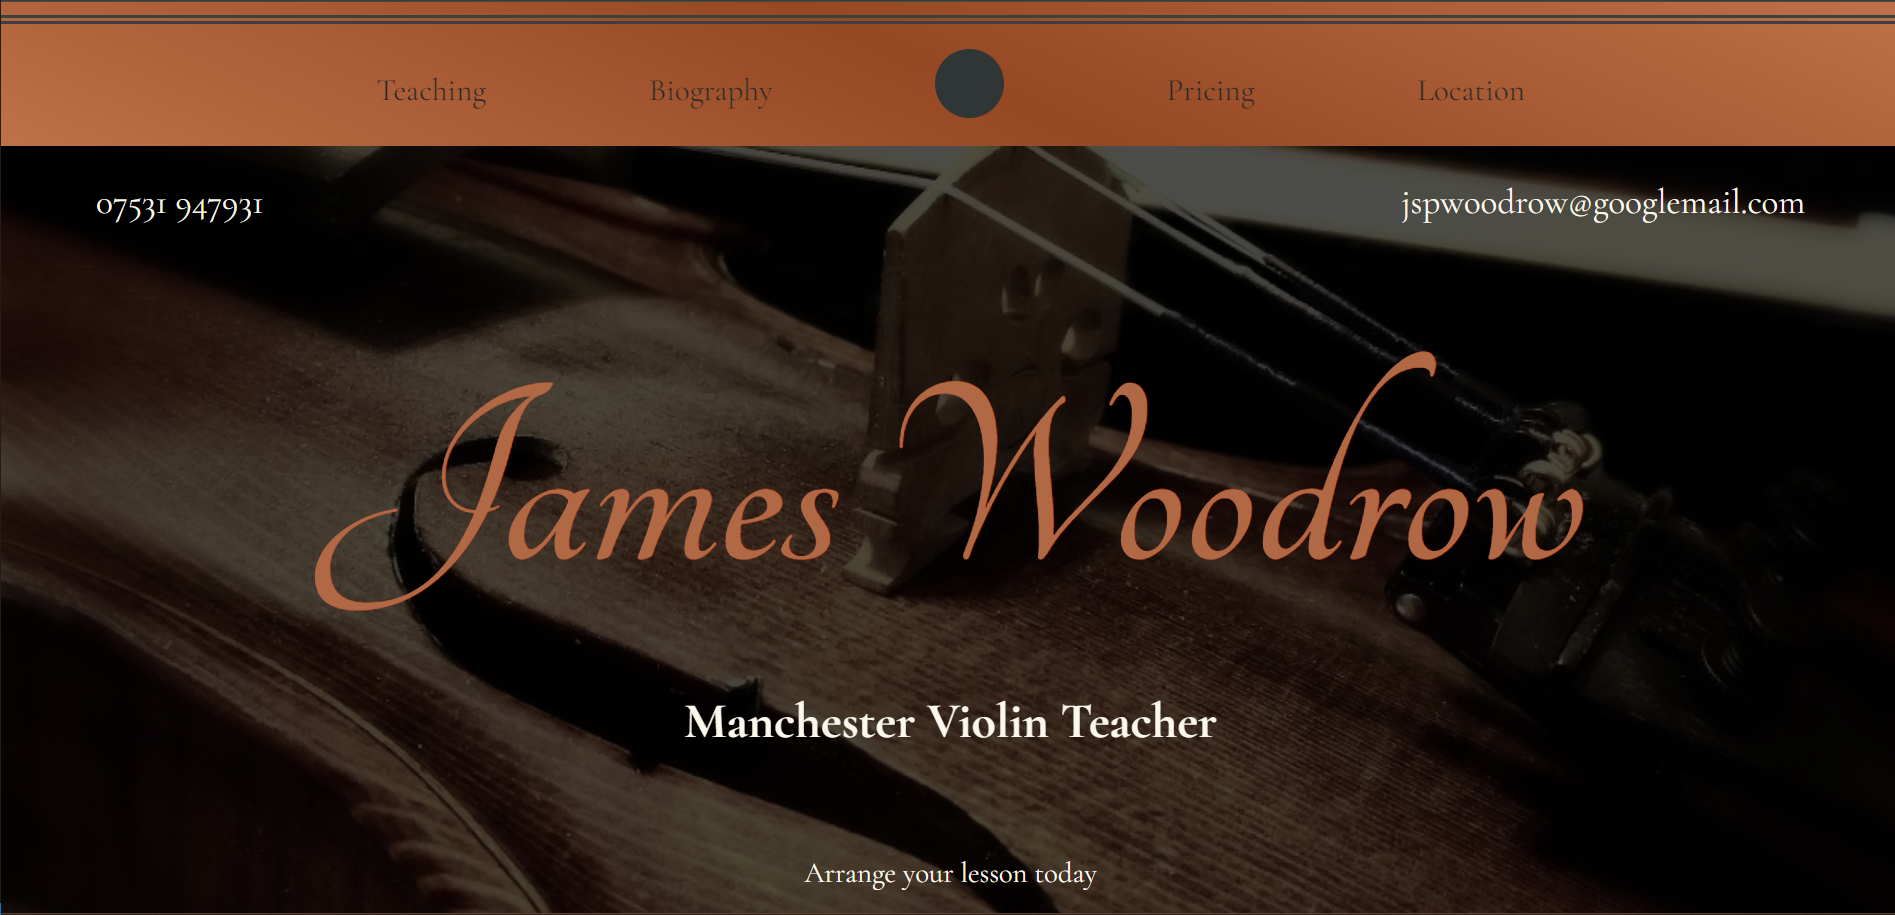 Teaching Biography Pricing Location
07531 947931 jspwoodrow@googlemail.com
James Woodrow
Manchester Violin Teacher
Arrange your lesson today